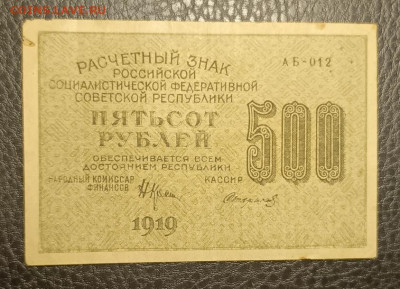 COINS.LAVE.RU
РАСЧЕТНЫЙ ЗНАК
РОССИЙСКОЙ
СОЦИАЛИСТИЧЕСКОЙ ФЕДЕРАТИВНОЙ
СОВЕТСКОЙ РЕСПУБЛИКИ
АБ-012
ПЯТЬСОТ
РУБЛЕЙ
500
ОБЕСПЕЧИВАЕТСЯ ВСЕМ
ДОСТОЯНИЕМ РЕСПУБЛИКИ
НАРОДНЫЙ КОМИССАР
ФИНАНСОВ
КАССИР
1919